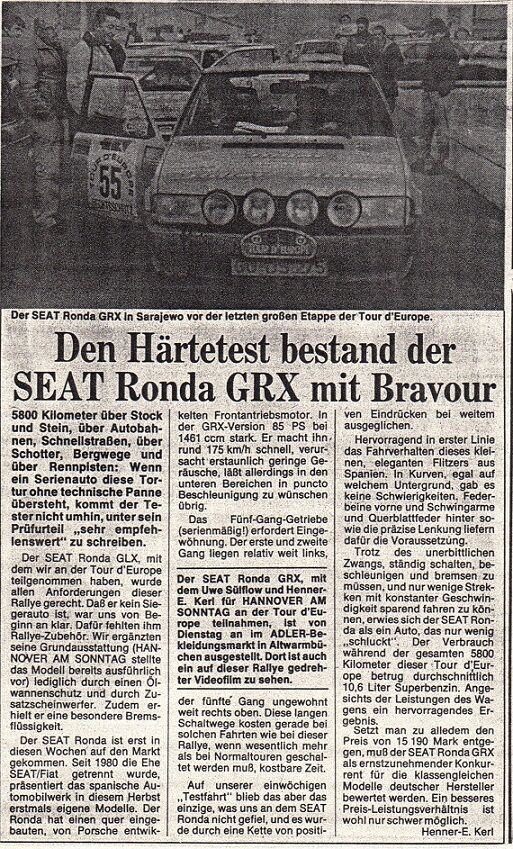 TOUR D'EUROPE
55
TOUR D'EUROPE
Der SEAT Ronda GRX in Sarajewo vor der letzten großen Etappe der Tour d'Europe.
Den Härtetest bestand der
SEAT Ronda GRX mit Bravour
5800 Kilometer über Stock
und Stein, über Autobah-
nen, Schnellstraßen, über
Schotter, Bergwege und
über Rennpisten: Wenn
ein Serienauto diese Tor-
tur ohne technische Panne
übersteht, kommt der Te-
ster nicht umhin, unter sein
Prüfurteil „sehr empfeh-
lenswert” zu schreiben.
Der SEAT Ronda GLX, mit
dem wir an der Tour d'Europe
teilgenommen haben, wurde
alle Anforderungen dieser
Rallye gerecht. Daß er kein Sie-
gerauto ist, war uns von Be-
ginn an klar. Dafür fehlten ihm
Rallye-Zubehör. Wir ergänzten
seine Grundausstattung (HAN-
NOVER AM SONNTAG stellte
das Modell bereits ausführlich
vor) lediglich durch einen Öl-
wannenschutz und durch Zu-
satzscheinwerfer. Zudem er-
hielt er eine besondere Brems-
flüssigkeit.
Der SEAT Ronda ist erst in
diesen Wochen auf den Markt
gekommen. Seit 1980 die Ehe
SEAT/Fiat getrennt wurde,
präsentiert das spanische Au-
tomobilwerk in diesem Herbst
erstmals eigene Modelle. Der
Ronda hat einen quer einge-
bauten, von Porsche entwik-
kelten Frontantriebsmotor. In
der GRX-Version 85 PS bei
1461 ccm stark. Er macht ihn
rund 175 km/h schnell, verur-
sacht erstaunlich geringe Ge-
räusche, läßt allerdings in den
unteren Bereichen in puncto
Beschleunigung zu wünschen
übrig.
Das Fünf-Gang-Getriebe
(serienmäßig!) erfordert Einge-
wöhnung. Der erste und zweite
Gang liegen relativ weit links,
Der SEAT Ronda GRX, mit
dem Uwe Sülflow und Henner-
E. Kerl für HANNOVER AM
SONNTAG an der Tour d'Eu-
rope teilnahmen, ist von
Dienstag an im ADLER-Be-
kleidungsmarkt in Altwarmbü-
chen ausgestellt. Dort ist auch
ein auf dieser Rallye gedreh-
ter Videofilm zu sehen.
der fünfte Gang ungewohnt
weit rechts oben. Diese langen
Schaltwege kosten gerade bei
solchen Fahrten wie bei dieser
Rallye, wenn wesentlich mehr
als bei Normaltouren geschal-
tet werden muß, kostbare Zeit.
Auf unserer einwöchigen
„Testfahrt” blieb das aber das
einzige, was uns an dem SEAT
Ronda nicht gefiel, und es wur-
de durch eine Kette von positi-
ven Eindrücken bei weitem
ausgeglichen.
Hervorragend in erster Linie
das Fahrverhalten dieses klei-
nen, eleganten Flitzers aus
Spanien. In Kurven, egal auf
welchem Untergrund, gab es
keine Schwierigkeiten. Feder-
beine vorne und Schwingarme
und Querblattfeder hinter so-
wie die präzise Lenkung liefern
dafür die Voraussetzung.
Trotz des unerbittlichen
Zwangs, ständig schalten, be-
schleunigen und bremsen zu
müssen, und nur wenige Strek-
ken mit konstanter Geschwin-
digkeit sparend fahren zu kön-
nen, erwies sich der SEAT Ron-
da als ein Auto, das nur wenig
„schluckt”. Der Verbrauch
während der gesamten 5800
Kilometer dieser Tour d'Eu-
rope betrug durchschnittlich
10,6 Liter Superbenzin. Ange-
sichts der Leistungen des Wa-
gens ein hervorragendes Er-
gebnis.
Setzt man zu alledem den
Preis von 15 190 Mark entge-
gen, muß der SEAT Ronda GRX
als ernstzunehmender Konkur-
rent für die klassengleichen
Modelle deutscher Hersteller
bewertet werden. Ein besseres
Preis-Leistungsverhältnis ist
wohl nur schwer möglich.
Henner-E. Kerl